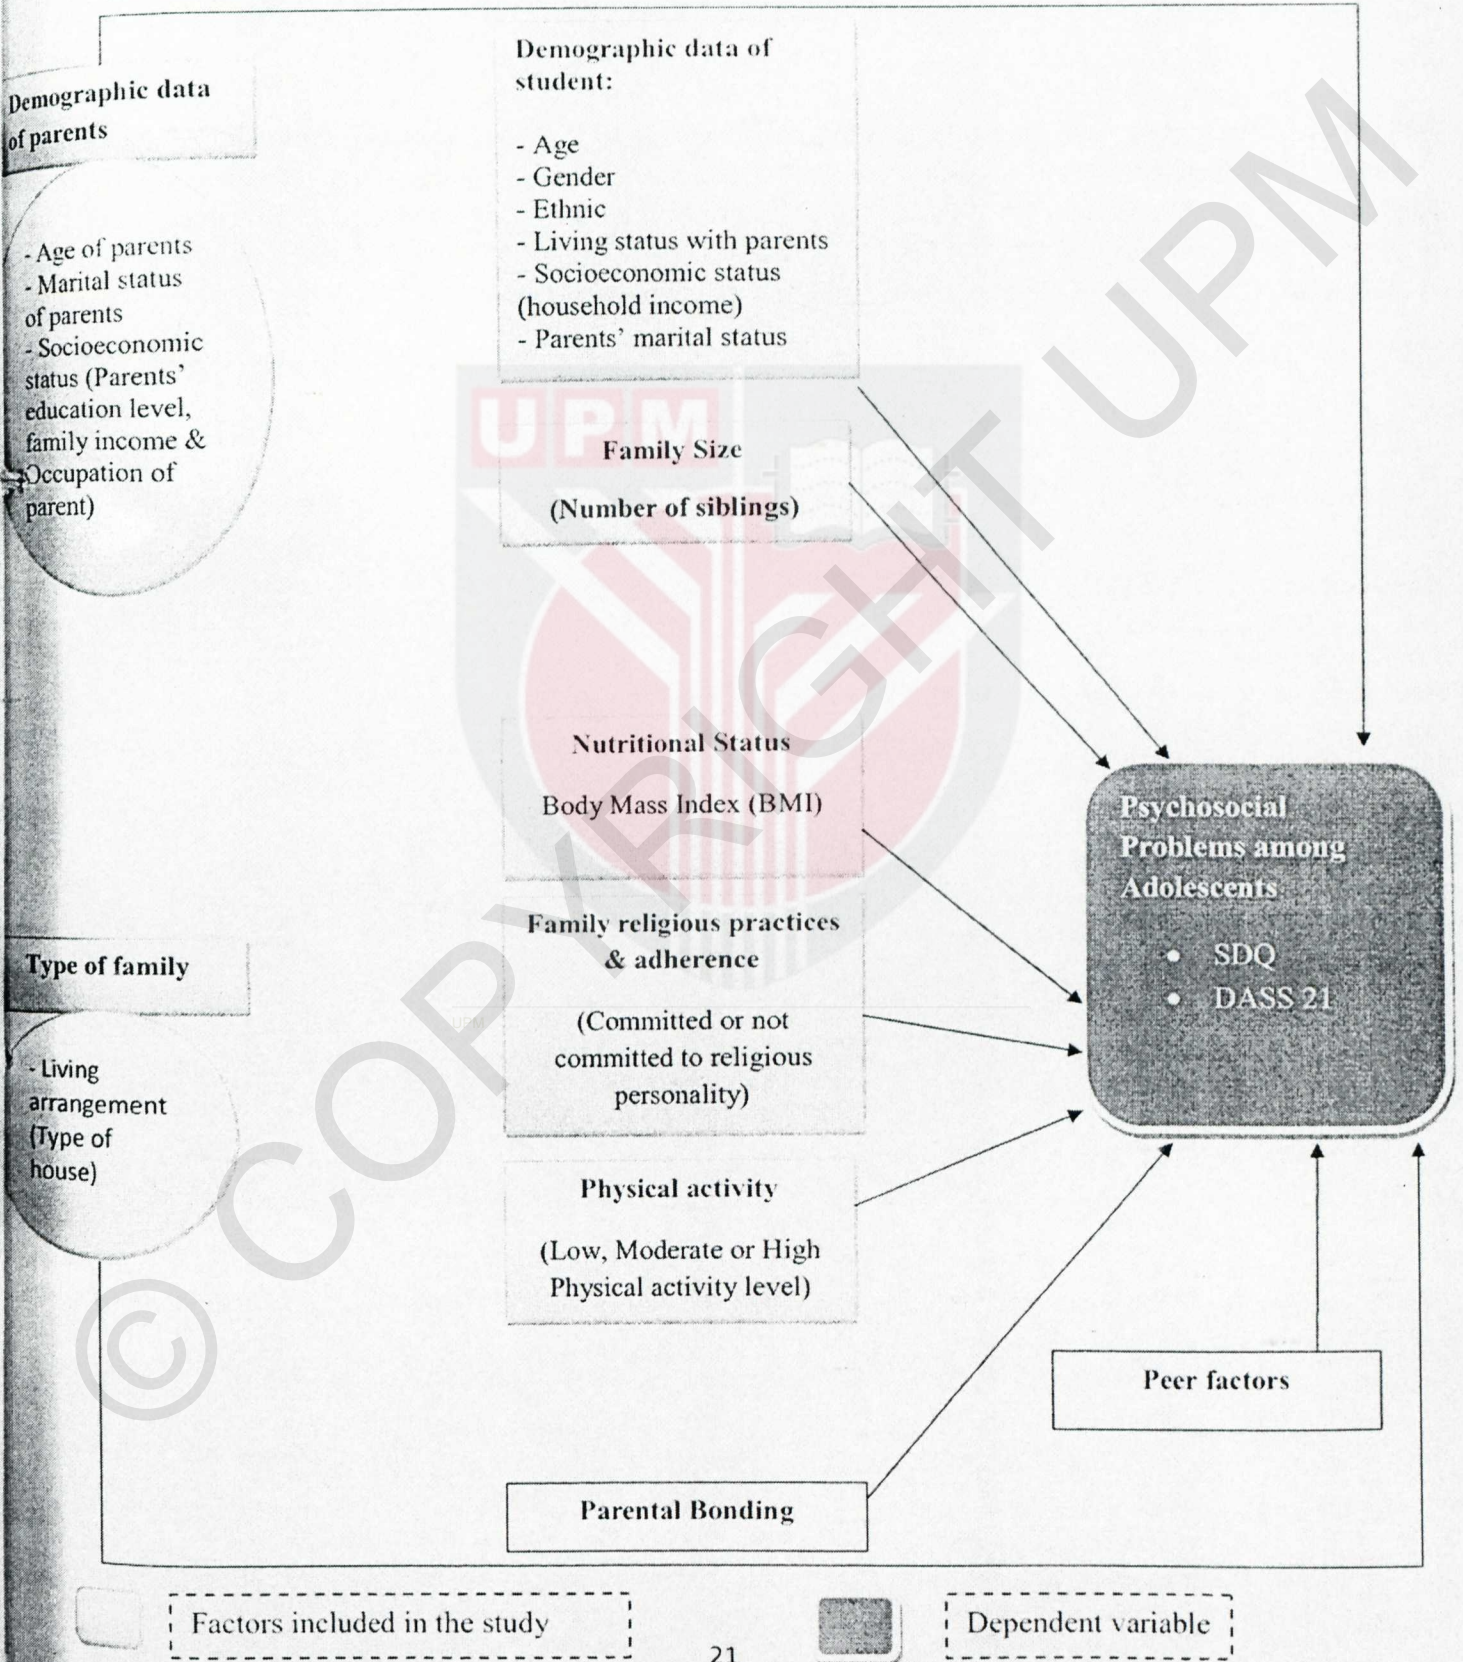 Demographic data
of parents
- Age of parents
- Marital status
of parents
- Socioeconomic
status (Parents'
education level,
family income &
Occupation of
parent)
Demographic data of
student:
- Age
- Gender
- Ethnic
- Living status with parents
- Socioeconomic status
(household income)
- Parents' marital status
UPM
Family Size
(Number of siblings)
Nutritional Status
Body Mass Index (BMI)
Psychosocial
Problems among
Adolescents
• SDQ
• DASS 21
Type of family
- Living
arrangement
(Type of
house)
Family religious practices
& adherence
(Committed or not
committed to religious
personality)
UPM
Physical activity
(Low, Moderate or High
Physical activity level)
Peer factors
Parental Bonding
Factors included in the study
Dependent variable
21
© COPYRIGHT UPM